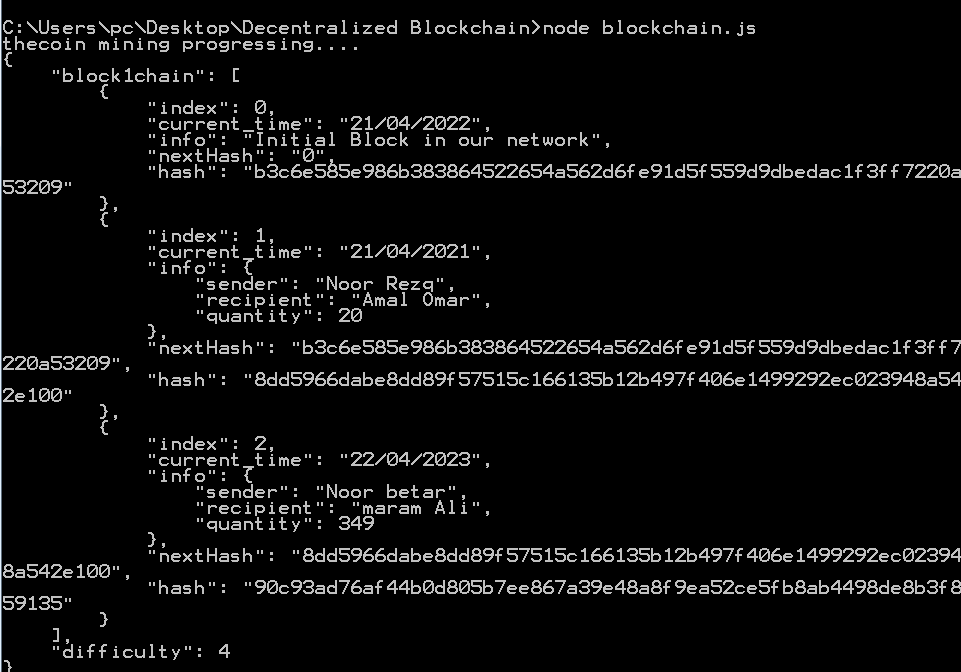 C:\Users\pc\Desktop\Decentralized Blockchain>node blockchain.js
thecoin mining progressing....
{
    "block1chain": [
        {
            "index": 0,
            "current_time": "21/04/2022",
            "info": "Initial Block in our network",
            "nextHash": "0",
            "hash": "b3c6e585e986b383864522654a562d6fe91d5f559d9dbedac1f3ff7220a
53209"
        },
        {
            "index": 1,
            "current_time": "21/04/2021",
            "info": {
                "sender": "Noor Rezq",
                "recipient": "Amal Omar",
                "quantity": 20
            },
            "nextHash": "b3c6e585e986b383864522654a562d6fe91d5f559d9dbedac1f3ff7
220a53209",
            "hash": "8dd5966dabe8dd89f57515c166135b12b497f406e1499292ec023948a54
2e100"
        },
        {
            "index": 2,
            "current_time": "22/04/2023",
            "info": {
                "sender": "Noor betar",
                "recipient": "maram Ali",
                "quantity": 349
            },
            "nextHash": "8dd5966dabe8dd89f57515c166135b12b497f406e1499292ec02394
8a542e100",
            "hash": "90c93ad76af44b0d805b7ee867a39e48a8f9ea52ce5fb8ab4498de8b3f8
59135"
        }
    ],
    "difficulty": 4
}